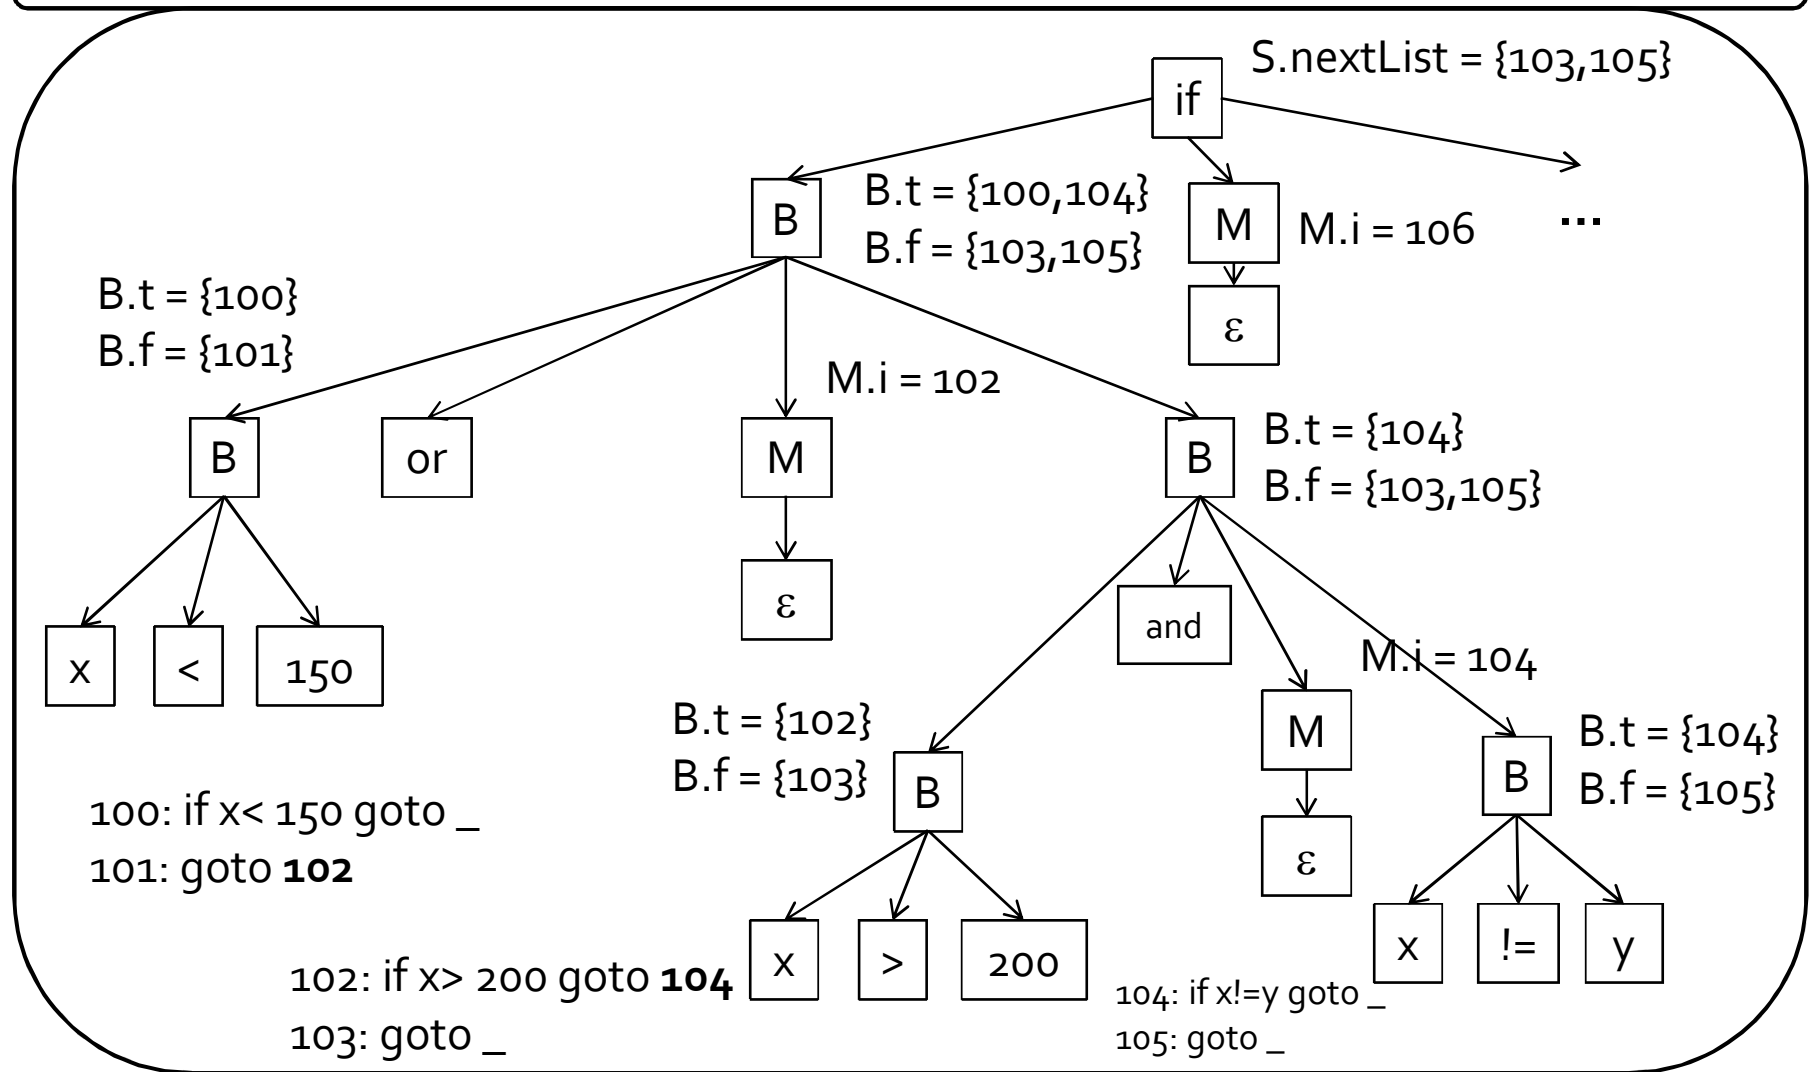 S.nextList = {103,105}
if
B
B.t = {100,104}
B.f = {103,105}
M
M.i = 106
...
ε
B.t = {100}
B.f = {101}
M.i = 102
B
or
M
B
B.t = {104}
B.f = {103,105}
ε
and
x
<
150
M.i = 104
B.t = {102}
B.f = {103}
B
M
B
B.t = {104}
B.f = {105}
100: if x< 150 goto _
101: goto 102
ε
x
>
200
x
!=
y
102: if x> 200 goto 104
103: goto _
104: if x!=y goto _
105: goto _